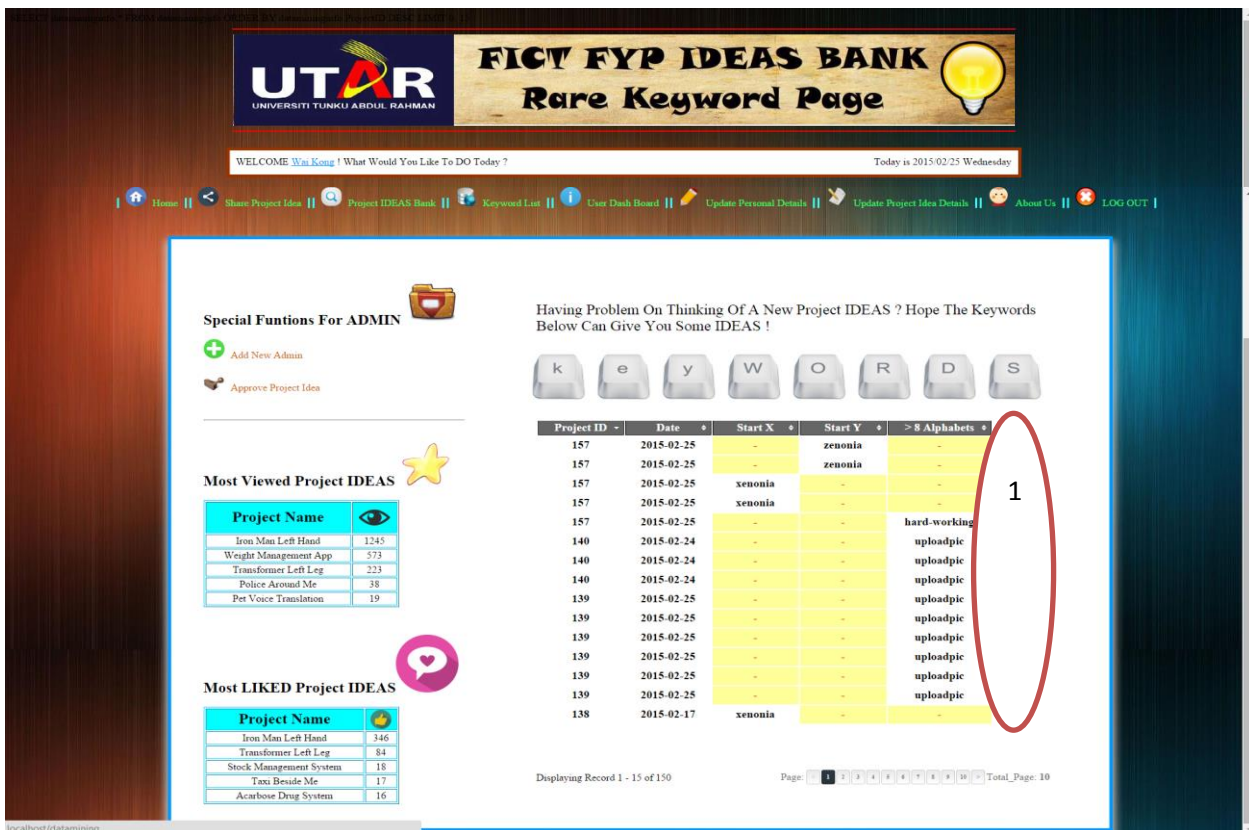 UTAR
UNIVERSITI TUNKU ABDUL RAHMAN
FICT FYP IDEAS BANK
Rare Keyword Page
WELCOME Wai Kong ! What Would You Like To DO Today ? Today is 2015/02/25 Wednesday
| Home || Share Project Idea || Project IDEAS Bank || Keyword List || User Dash Board || Update Personal Details || Update Project Idea Details || About Us || LOG OUT |
Special Funtions For ADMIN
Add New Admin
Approve Project Idea
Most Viewed Project IDEAS
Project Name
Iron Man Left Hand 1245
Weight Management App 573
Transformer Left Leg 223
Police Around Me 38
Pet Voice Translation 19
Most LIKED Project IDEAS
Project Name
Iron Man Left Hand 346
Transformer Left Leg 84
Stock Management System 18
Taxi Beside Me 17
Acarbose Drug System 16
Having Problem On Thinking Of A New Project IDEAS ? Hope The Keywords
Below Can Give You Some IDEAS !
k e y W O R D S
Project ID Date Start X Start Y > 8 Alphabets
157 2015-02-25 - zenonia -
157 2015-02-25 - zenonia -
157 2015-02-25 xenonia - -
157 2015-02-25 xenonia - -
157 2015-02-25 - - hard-working
140 2015-02-24 - - uploadpic
140 2015-02-24 - - uploadpic
140 2015-02-24 - - uploadpic
139 2015-02-25 - - uploadpic
139 2015-02-25 - - uploadpic
139 2015-02-25 - - uploadpic
139 2015-02-25 - - uploadpic
139 2015-02-25 - - uploadpic
139 2015-02-25 - - uploadpic
138 2015-02-17 xenonia - -
1
Displaying Record 1 - 15 of 150 Page: < 1 2 3 4 5 6 7 8 9 10 > Total_Page: 10
localhost/datamining